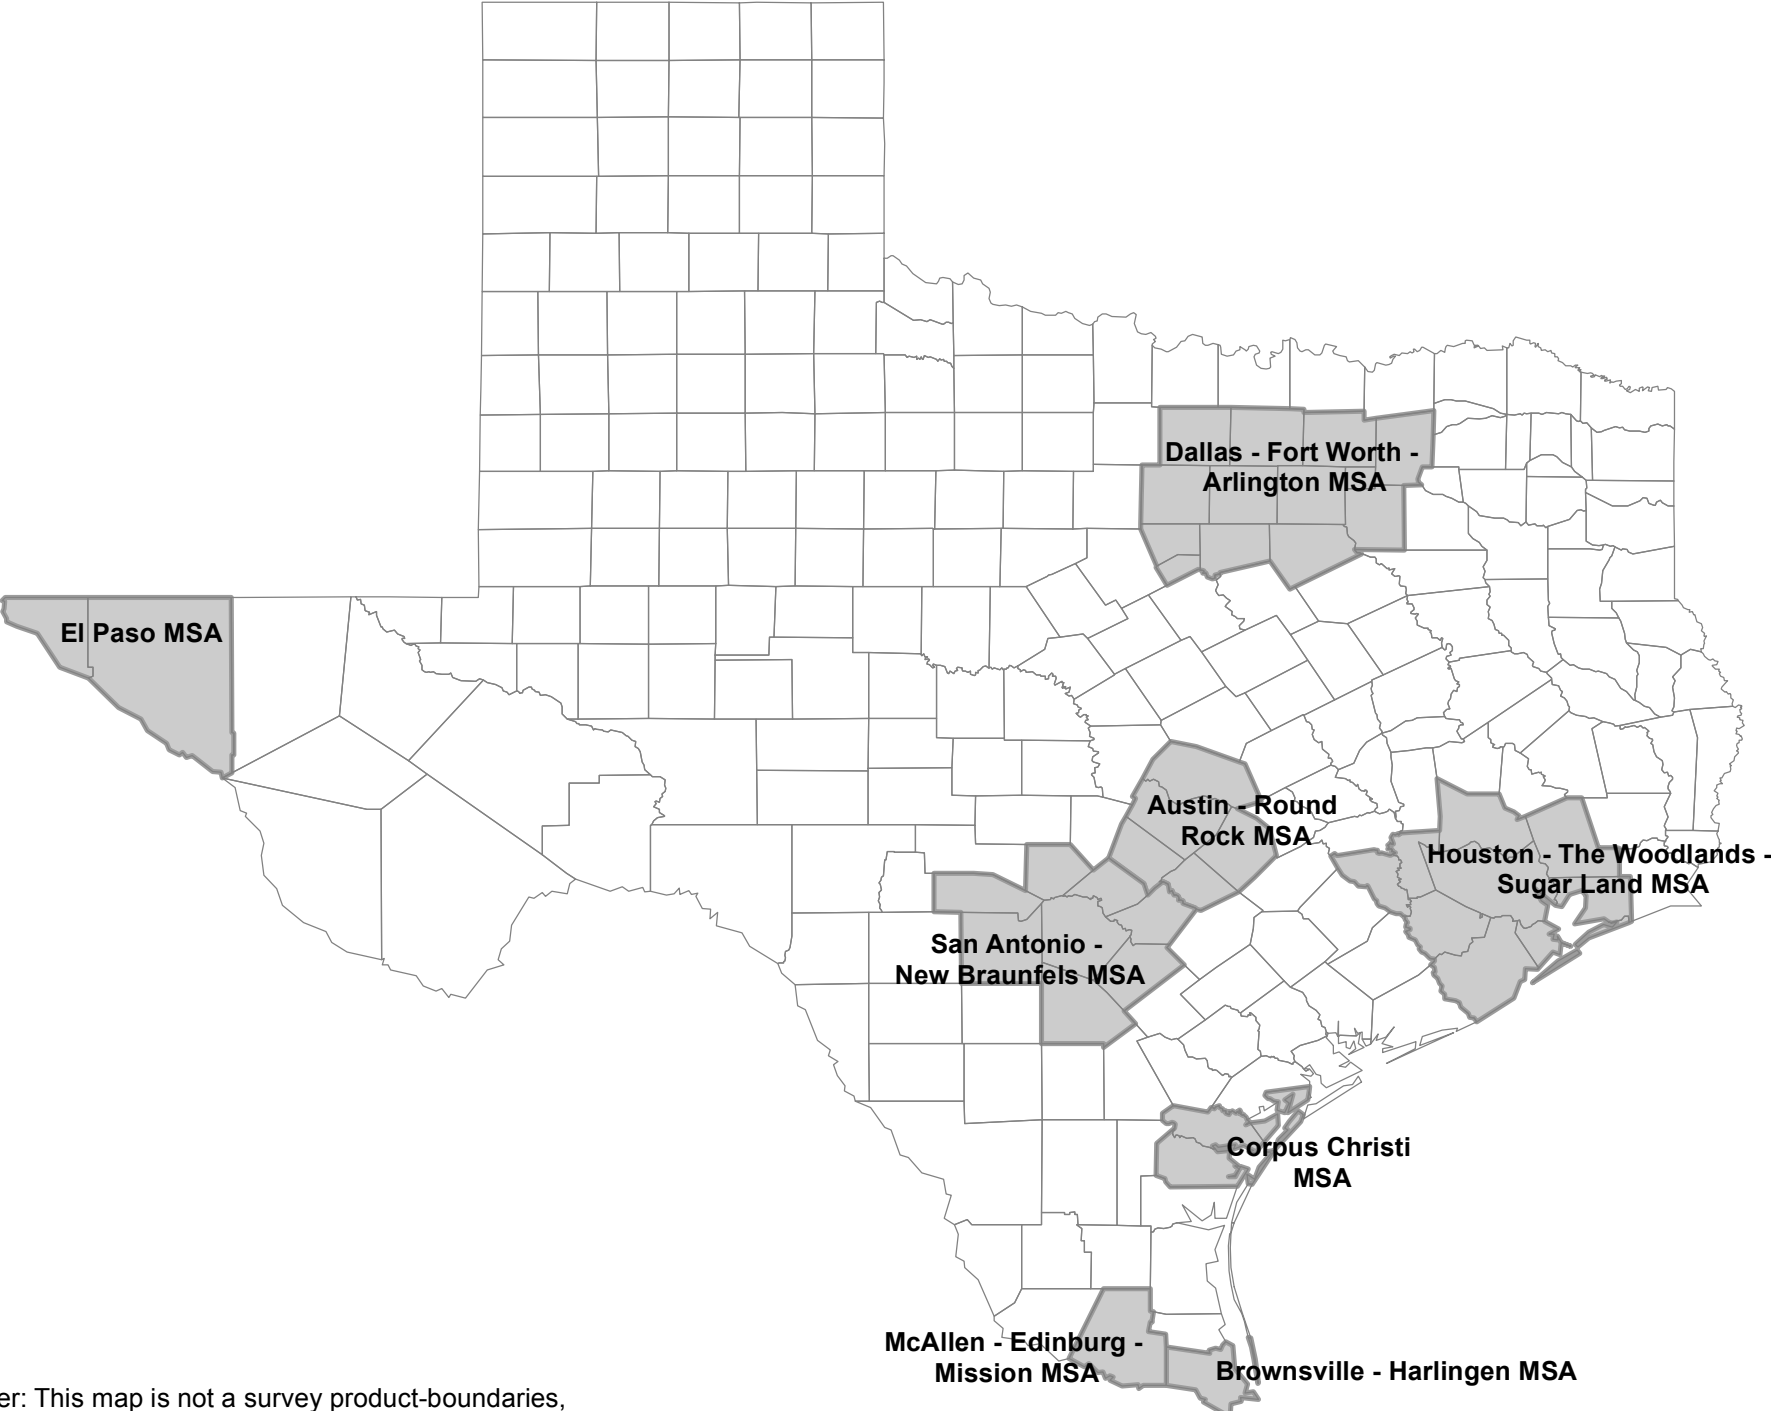 Dallas - Fort Worth -
Arlington MSA
El Paso MSA
Austin - Round
Rock MSA
Houston - The Woodlands -
Sugar Land MSA
San Antonio -
New Braunfels MSA
Corpus Christi
MSA
McAllen - Edinburg -
Mission MSA
Brownsville - Harlingen MSA
er: This map is not a survey product-boundaries,